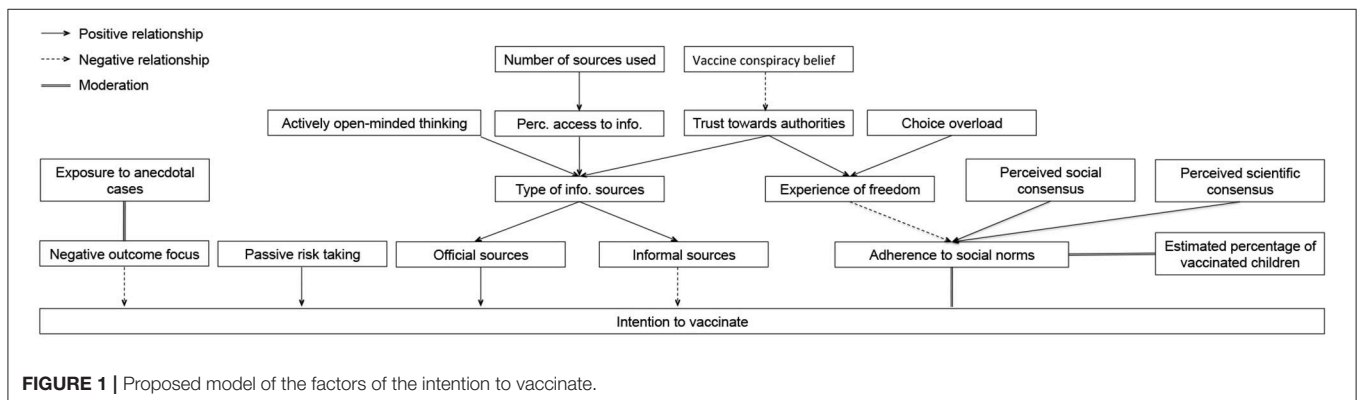 Positive relationship
Negative relationship
Moderation
Number of sources used
Vaccine conspiracy belief
Actively open-minded thinking
Perc. access to info.
Trust towards authorities
Choice overload
Exposure to anecdotal
cases
Type of info. sources
Experience of freedom
Perceived social
consensus
Perceived scientific
consensus
Negative outcome focus
Passive risk taking
Official sources
Informal sources
Adherence to social norms
Estimated percentage of
vaccinated children
Intention to vaccinate
FIGURE 1 | Proposed model of the factors of the intention to vaccinate.